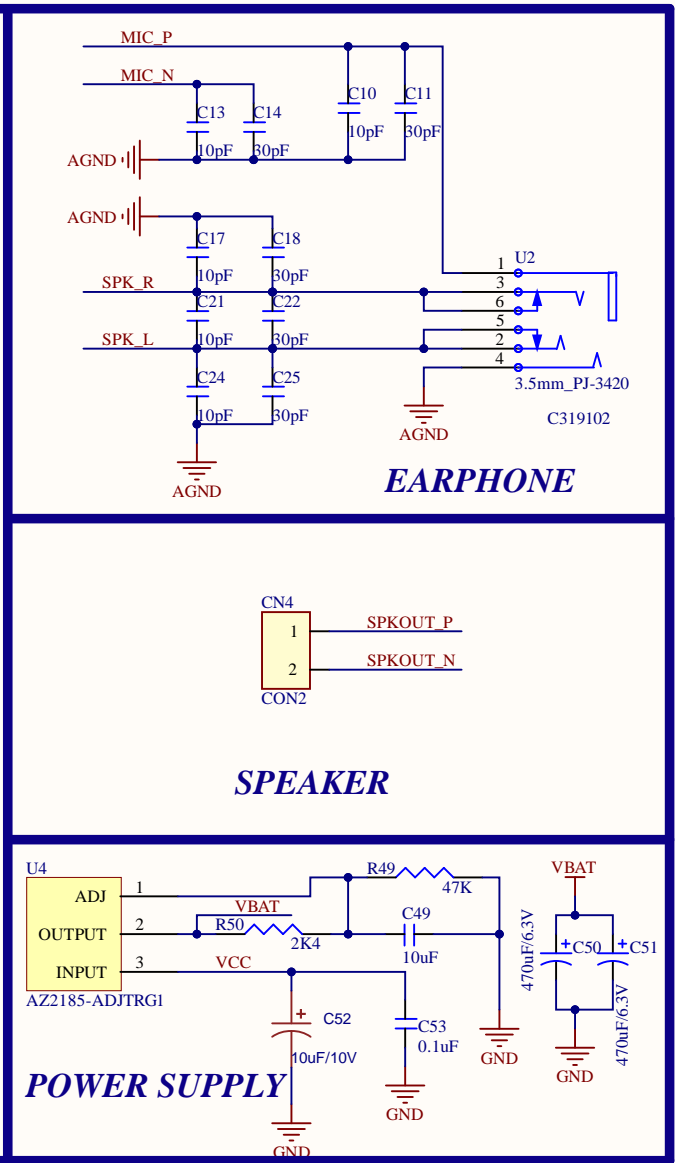 MIC_P
MIC_N
C10
C11
C13
C14
10pF
30pF
10pF
30pF
AGND
AGND
C17
C18
10pF
30pF
SPK_R
C21
C22
10pF
30pF
SPK_L
C24
C25
10pF
30pF
AGND
U2
1
3
6
5
2
4
3.5mm_PJ-3420
C319102
AGND
EARPHONE
CN4
1
SPKOUT_P
2
SPKOUT_N
CON2
SPEAKER
U4
ADJ
1
OUTPUT
2
INPUT
3
AZ2185-ADJTRG1
R49
47K
VBAT
R50
2K4
C49
10uF
VCC
C52
10uF/10V
C53
0.1uF
GND
GND
GND
VBAT
470uF/6.3V
C50
C51
470uF/6.3V
GND
POWER SUPPLY